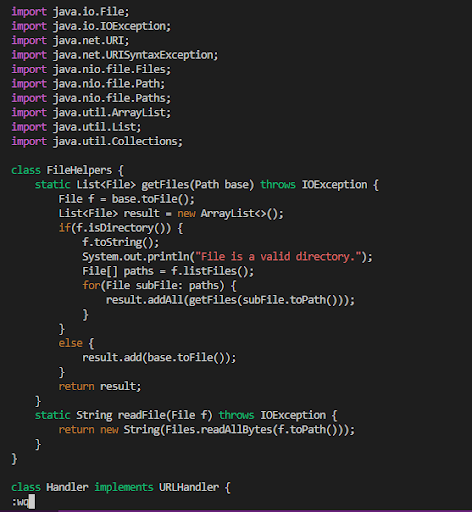 import java.io.File;
import java.io.IOException;
import java.net.URI;
import java.net.URISyntaxException;
import java.nio.file.Files;
import java.nio.file.Path;
import java.nio.file.Paths;
import java.util.ArrayList;
import java.util.List;
import java.util.Collections;

class FileHelpers {
    static List<File> getFiles(Path base) throws IOException {
        File f = base.toFile();
        List<File> result = new ArrayList<>();
        if(f.isDirectory()) {
            f.toString();
            System.out.println("File is a valid directory.");
            File[] paths = f.listFiles();
            for(File subFile: paths) {
                result.addAll(getFiles(subFile.toPath()));
            }
        }
        else {
            result.add(base.toFile());
        }
        return result;
    }
    static String readFile(File f) throws IOException {
        return new String(Files.readAllBytes(f.toPath()));
    }
}

class Handler implements URLHandler {
:wq